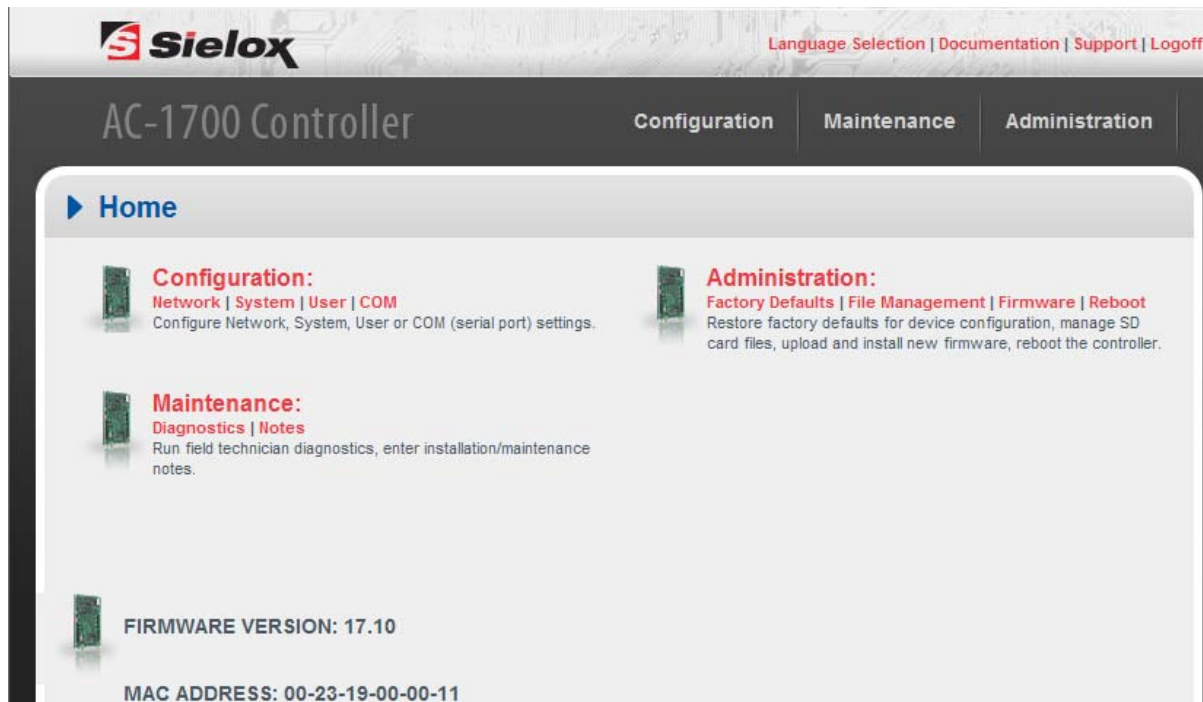 Sielox
Language Selection | Documentation | Support | Logoff
AC-1700 Controller
Configuration
Maintenance
Administration
Home
Configuration:
Network | System | User | COM
Configure Network, System, User or COM (serial port) settings.
Administration:
Factory Defaults | File Management | Firmware | Reboot
Restore factory defaults for device configuration, manage SD
card files, upload and install new firmware, reboot the controller.
Maintenance:
Diagnostics | Notes
Run field technician diagnostics, enter installation/maintenance
notes.
FIRMWARE VERSION: 17.10
MAC ADDRESS: 00-23-19-00-00-11